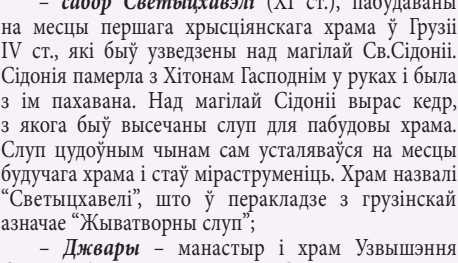 – сабор Светыцхавэлі (XI ст.), пабудаваны
на месцы першага хрысціянскага храма ў Грузіі
IV ст., які быў узведзены над магілай Св.Сідоніі.
Сідонія памерла з Хітонам Гасподнім у руках і была
з ім пахавана. Над магілай Сідоніі вырас кедр,
з якога быў высечаны слуп для пабудовы храма.
Слуп цудоўным чынам сам усталяваўся на месцы
будучага храма і стаў міраструменіць. Храм назвалі
“Светыцхавелі”, што ў перакладзе з грузінскай
азначае “Жыватворны слуп”;
– Джвары – манастыр і храм Узвышэння